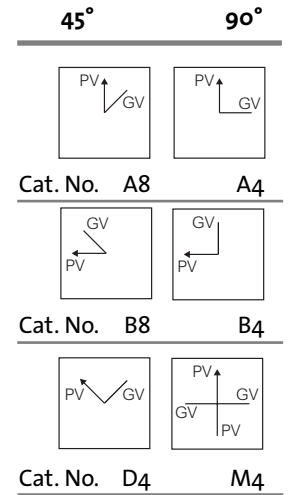 45° 90°
PV GV PV GV
Cat. No. A8 A4
GV PV GV PV
Cat. No. B8 B4
PV GV PV GV GV PV
Cat. No. D4 M4